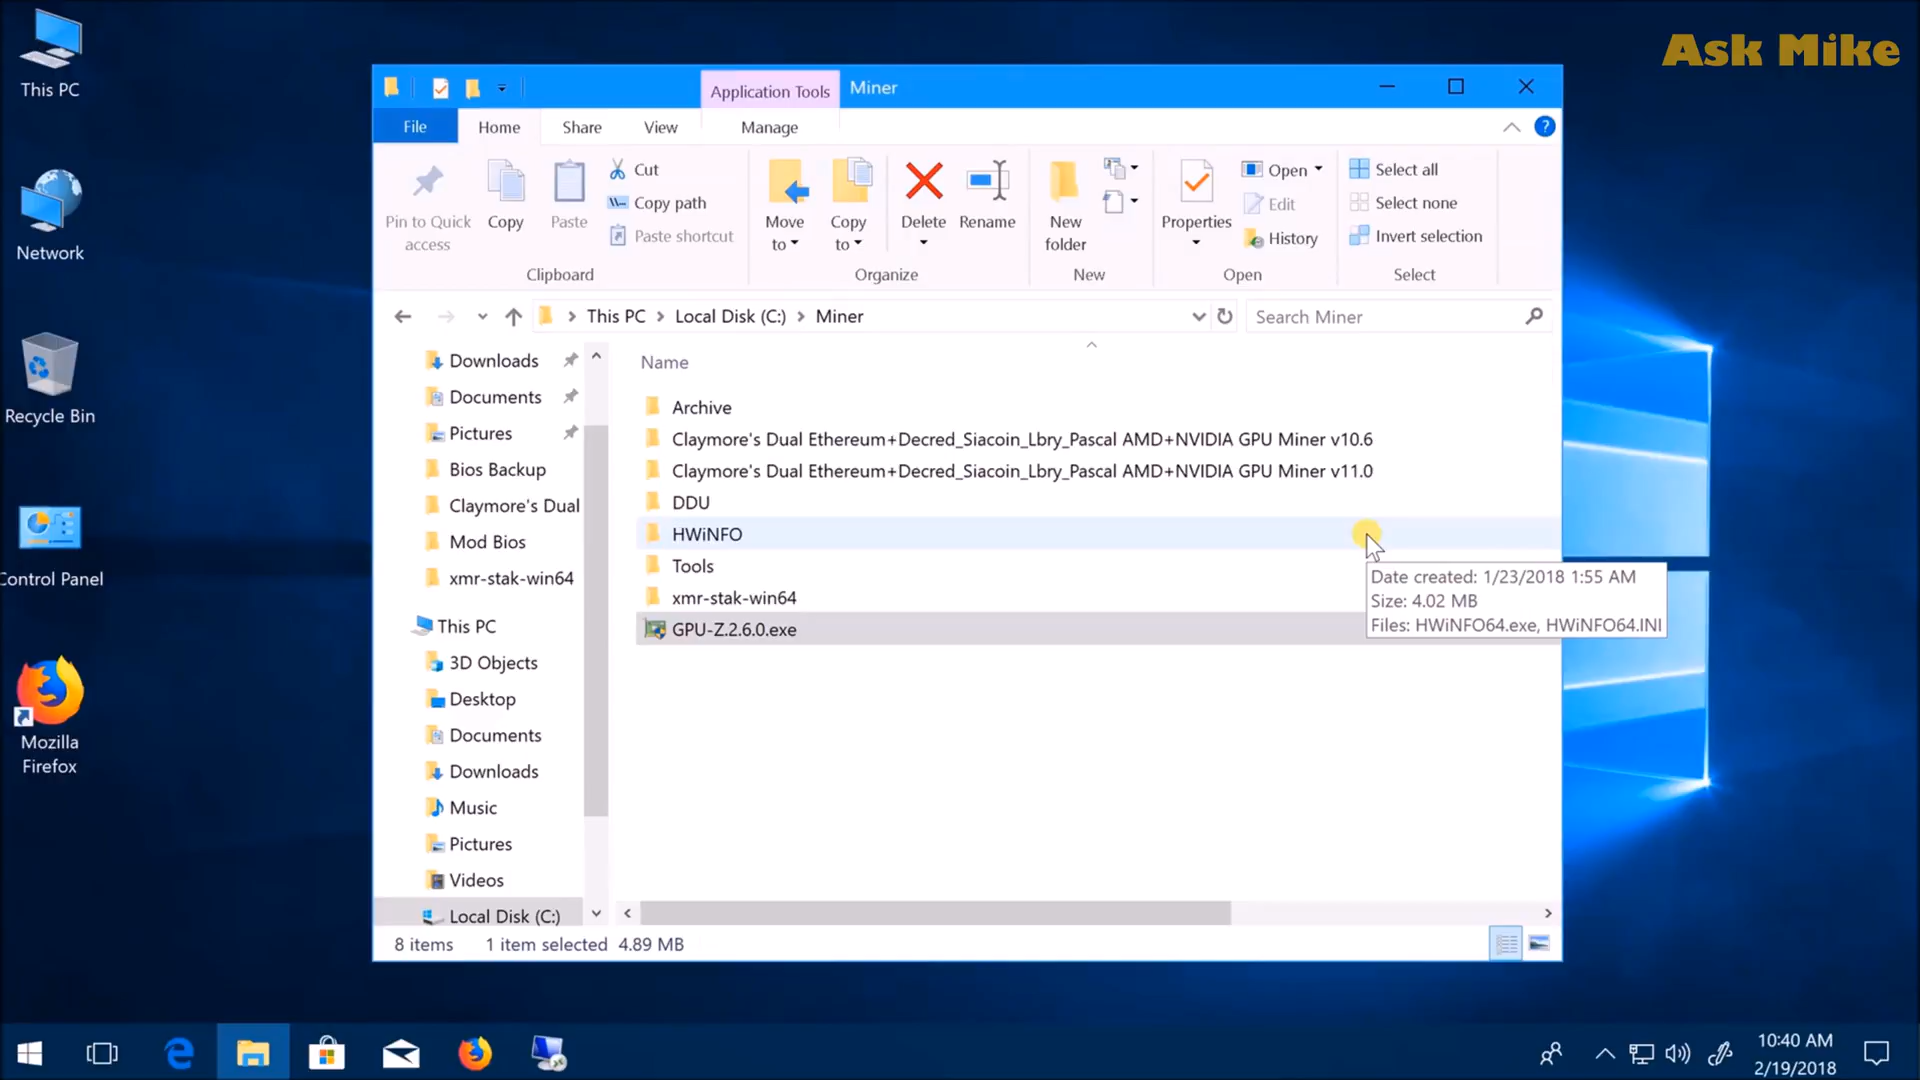 Ask Mike
This PC
Network
Recycle Bin
Control Panel
Mozilla
Firefox
Application Tools
Miner
File
Home
Share
View
Manage
Pin to Quick
access
Copy
Paste
Cut
Copy path
Paste shortcut
Clipboard
Move
to
Copy
to
Delete
Rename
Organize
New
folder
New
Properties
Open
Edit
History
Open
Select all
Select none
Invert selection
Select
This PC
Local Disk (C:)
Miner
Search Miner
Downloads
Documents
Pictures
Bios Backup
Claymore's Dual
Mod Bios
xmr-stak-win64
This PC
3D Objects
Desktop
Documents
Downloads
Music
Pictures
Videos
Local Disk (C:)
Name
Archive
Claymore's Dual Ethereum+Decred_Siacoin_Lbry_Pascal AMD+NVIDIA GPU Miner v10.6
Claymore's Dual Ethereum+Decred_Siacoin_Lbry_Pascal AMD+NVIDIA GPU Miner v11.0
DDU
HWiNFO
Tools
xmr-stak-win64
GPU-Z.2.6.0.exe
Date created: 1/23/2018 1:55 AM
Size: 4.02 MB
Files: HWiNFO64.exe, HWiNFO64.INI
8 items
1 item selected 4.89 MB
10:40 AM
2/19/2018